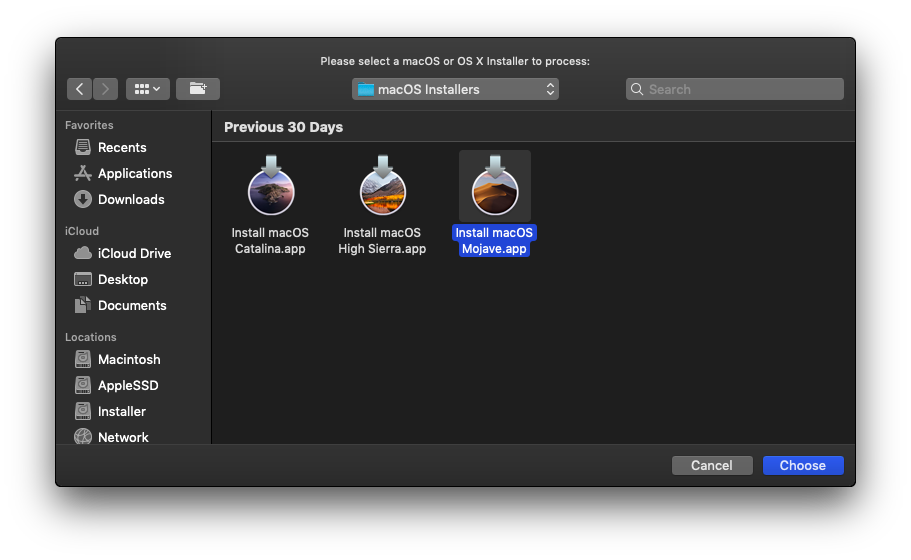 Please select a macOS or OS X Installer to process:
macOS Installers
Search
Favorites
Recents
Applications
Downloads
iCloud
iCloud Drive
Desktop
Documents
Locations
Macintosh
AppleSSD
Installer
Network
Previous 30 Days
Install macOS
Catalina.app
Install macOS
High Sierra.app
Install macOS
Mojave.app
Cancel
Choose